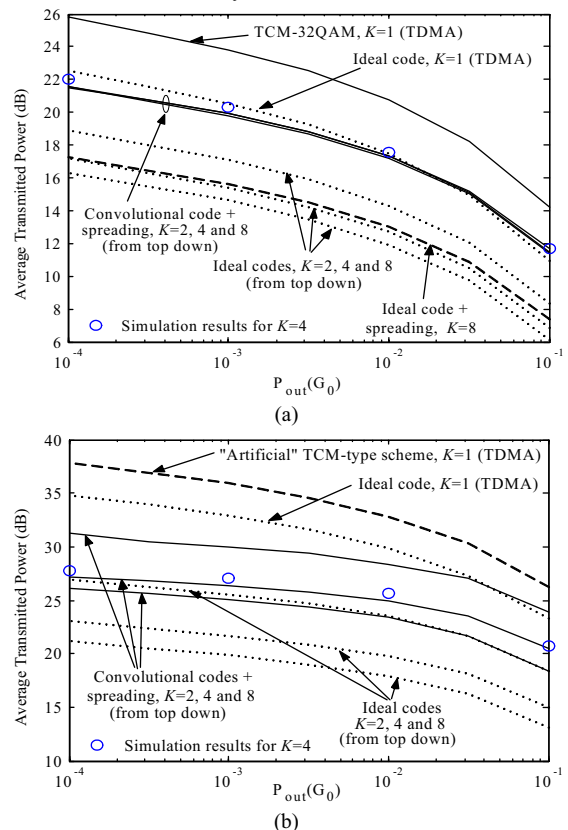 26
24
22
20
18
16
14
12
10
8
6
Average Transmitted Power (dB)
TCM-32QAM, K=1 (TDMA)
Ideal code, K=1 (TDMA)
Convolutional code +
spreading, K=2, 4 and 8
(from top down)
Ideal codes, K=2, 4 and 8
(from top down)
Ideal code +
spreading, K=8
Simulation results for K=4
10^-4
10^-3
10^-2
10^-1
P_out(G_0)
(a)
40
35
30
25
20
15
10
Average Transmitted Power (dB)
"Artificial" TCM-type scheme, K=1 (TDMA)
Ideal code, K=1 (TDMA)
Convolutional codes +
spreading, K=2, 4 and 8
(from top down)
Ideal codes
K=2, 4 and 8
(from top down)
Simulation results for K=4
10^-4
10^-3
10^-2
10^-1
P_out(G_0)
(b)